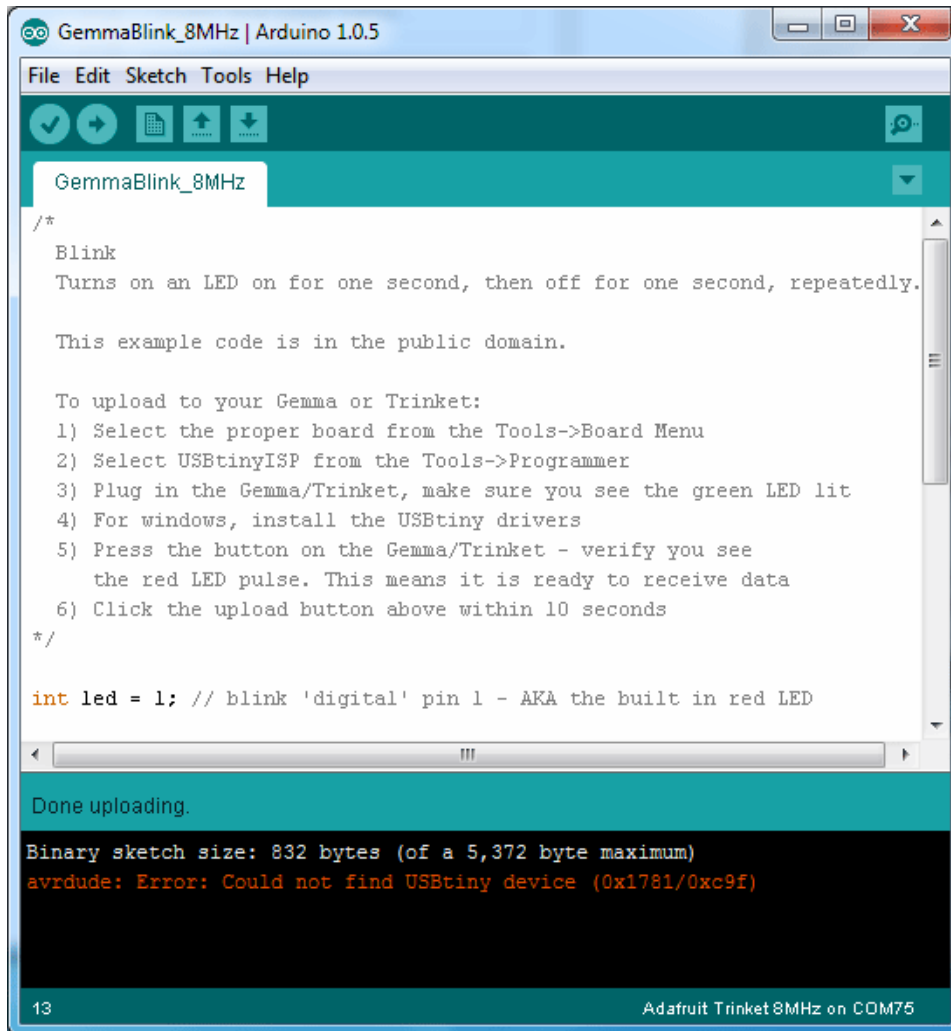 GemmaBlink_8MHz | Arduino 1.0.5
File Edit Sketch Tools Help
GemmaBlink_8MHz
/*
Blink
Turns on an LED on for one second, then off for one second, repeatedly.
This example code is in the public domain.
To upload to your Gemma or Trinket:
1) Select the proper board from the Tools->Board Menu
2) Select USBtinyISP from the Tools->Programmer
3) Plug in the Gemma/Trinket, make sure you see the green LED lit
4) For windows, install the USBtiny drivers
5) Press the button on the Gemma/Trinket - verify you see
the red LED pulse. This means it is ready to receive data
6) Click the upload button above within 10 seconds
*/
int led = 1; // blink 'digital' pin 1 - AKA the built in red LED
Done uploading.
Binary sketch size: 832 bytes (of a 5,372 byte maximum)
avrdude: Error: Could not find USBtiny device (0x1781/0xc9f)
13 Adafruit Trinket 8MHz on COM75